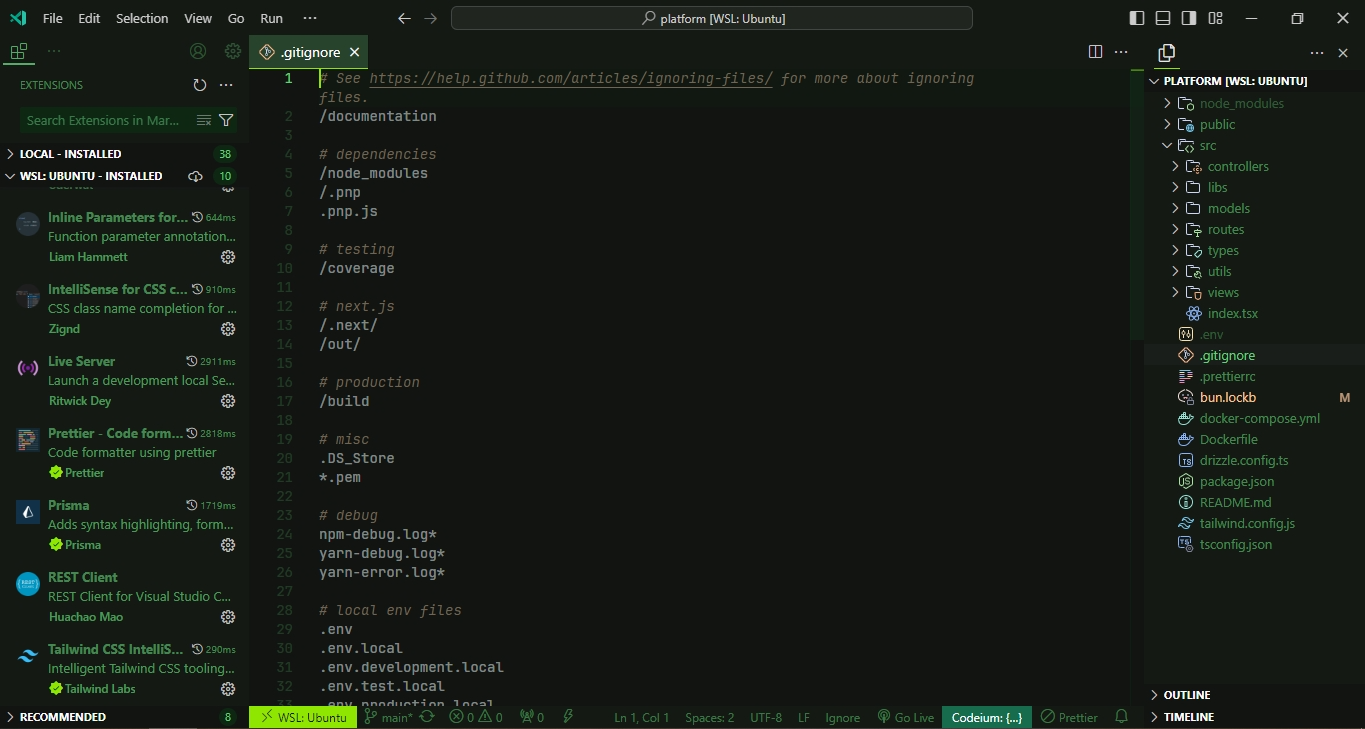 File Edit Selection View Go Run ···
platform [WSL: Ubuntu]
EXTENSIONS
Search Extensions in Mar...
LOCAL - INSTALLED 38
WSL: UBUNTU - INSTALLED 10
Inline Parameters for... 644ms
Function parameter annotation...
Liam Hammett
IntelliSense for CSS c... 910ms
CSS class name completion for ...
Zignd
Live Server 2911ms
Launch a development local Se...
Ritwick Dey
Prettier - Code form... 2818ms
Code formatter using prettier
Prettier
Prisma 1719ms
Adds syntax highlighting, form...
Prisma
REST Client
REST Client for Visual Studio C...
Huachao Mao
Tailwind CSS IntelliS... 290ms
Intelligent Tailwind CSS tooling...
Tailwind Labs
RECOMMENDED 8
.gitignore
1 # See https://help.github.com/articles/ignoring-files/ for more about ignoring
files.
2 /documentation
3
4 # dependencies
5 /node_modules
6 /.pnp
7 .pnp.js
8
9 # testing
10 /coverage
11
12 # next.js
13 /.next/
14 /out/
15
16 # production
17 /build
18
19 # misc
20 .DS_Store
21 *.pem
22
23 # debug
24 npm-debug.log*
25 yarn-debug.log*
26 yarn-error.log*
27
28 # local env files
29 .env
30 .env.local
31 .env.development.local
32 .env.test.local
33 .env.production.local
PLATFORM [WSL: UBUNTU]
node_modules
public
src
controllers
libs
models
routes
types
utils
views
index.tsx
.env
.gitignore
.prettierrc
bun.lockb M
docker-compose.yml
Dockerfile
drizzle.config.ts
package.json
README.md
tailwind.config.js
tsconfig.json
OUTLINE
TIMELINE
WSL: Ubuntu main* 0 0 0 Ln 1, Col 1 Spaces: 2 UTF-8 LF Ignore Go Live Codeium: {...} Prettier